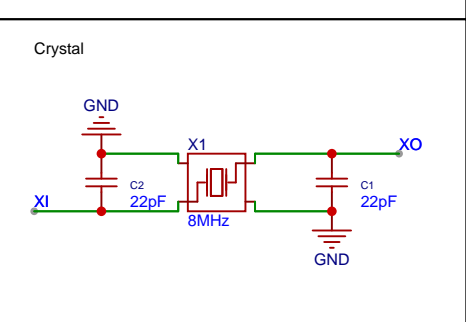 Crystal
GND
X1
XO
C2
22pF
C1
22pF
XI
8MHz
GND